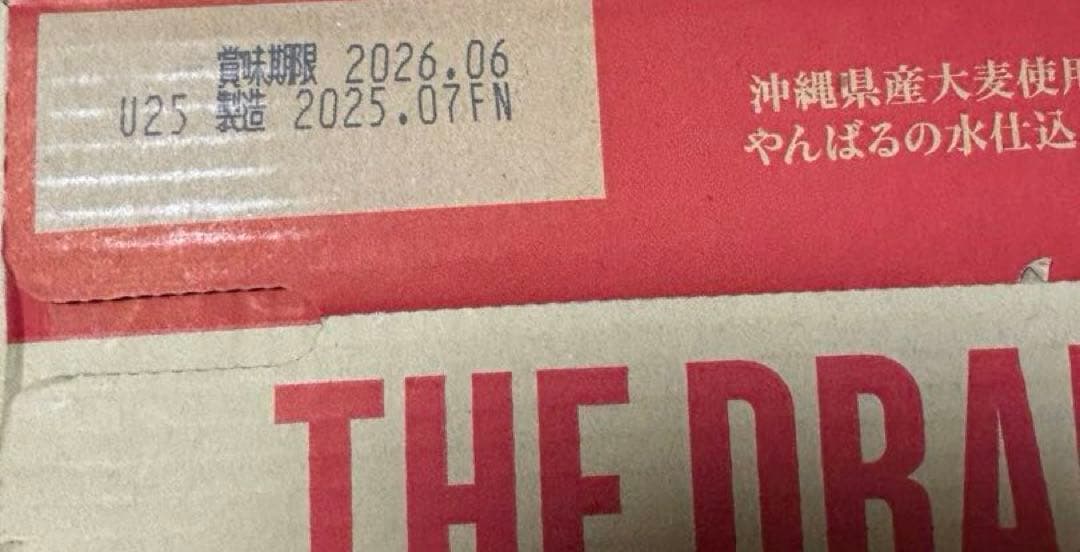 賞味期限 2026.06
U25 製造 2025.07FN
沖縄県産大麦使用
やんばるの水仕込
THE DRA